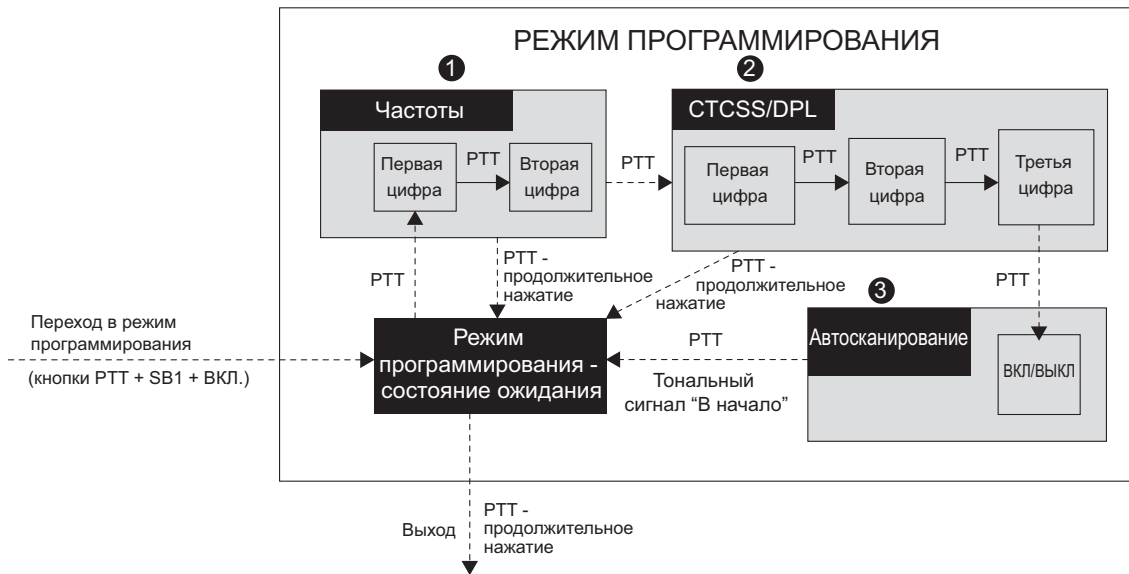 РЕЖИМ ПРОГРАММИРОВАНИЯ
1
Частоты
Первая
цифра
PTT
Вторая
цифра
PTT
2
CTCSS/DPL
Первая
цифра
PTT
Вторая
цифра
PTT
Третья
цифра
PTT
PTT -
продолжительное
нажатие
PTT -
продолжительное
нажатие
PTT
3
Автосканирование
ВКЛ/ВЫКЛ
Переход в режим
программирования
(кнопки PTT + SB1 + ВКЛ.)
Режим
программирования -
состояние ожидания
PTT
Тональный
сигнал “В начало”
Выход
PTT -
продолжительное
нажатие